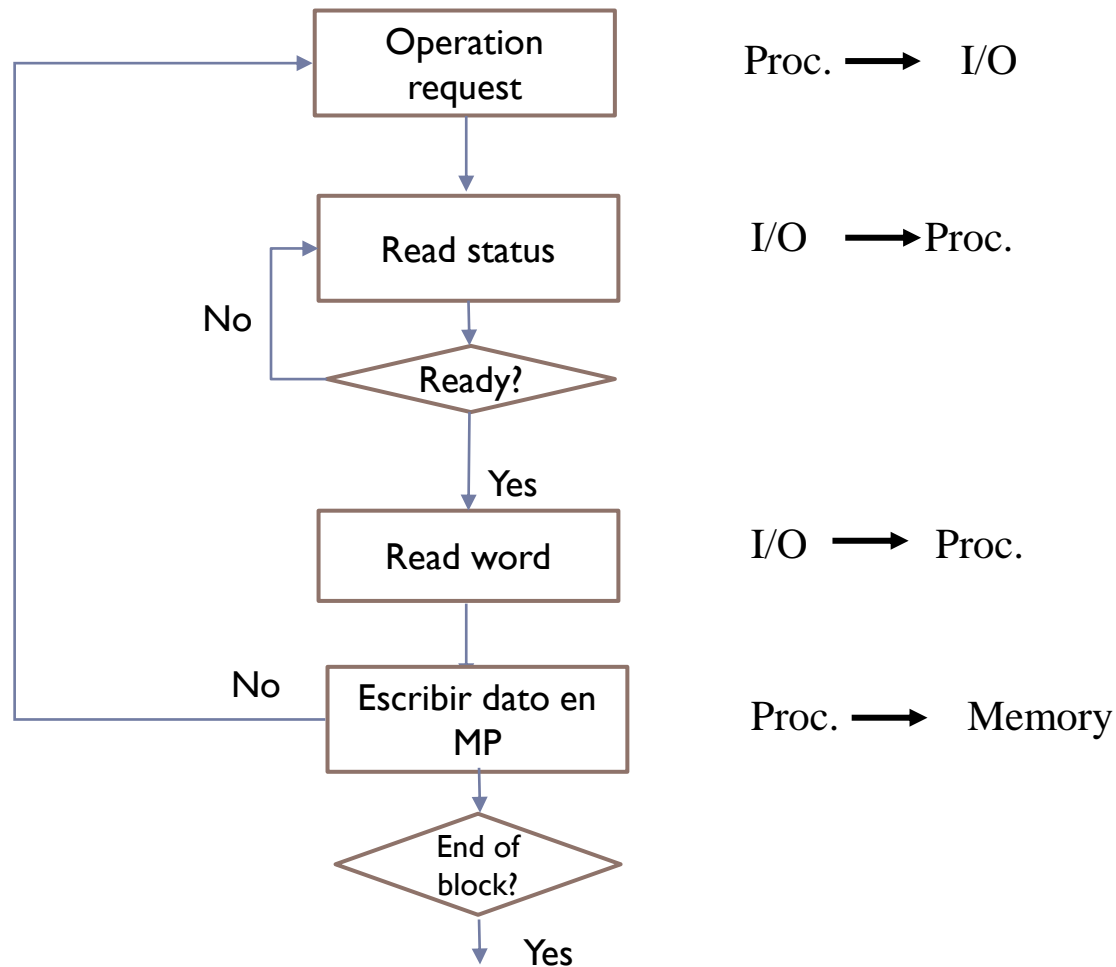 Operation
request
Proc. I/O
Read status
I/O Proc.
No
Ready?
Yes
Read word
I/O Proc.
No
Escribir dato en
MP
Proc. Memory
End of
block?
Yes